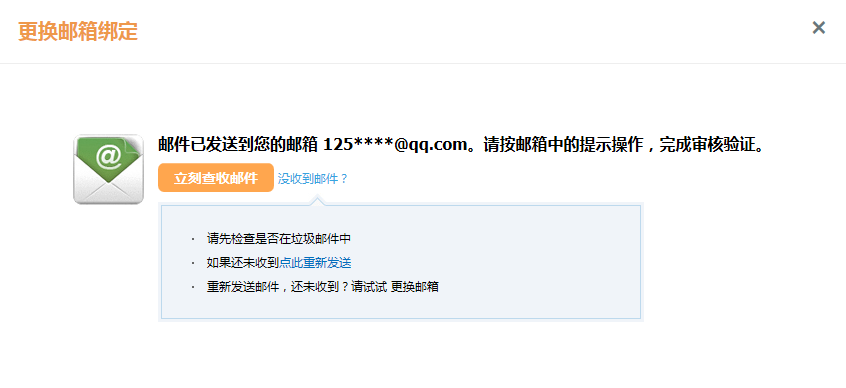 更换邮箱绑定
×
邮件已发送到您的邮箱 125****@qq.com。请按邮箱中的提示操作，完成审核验证。
立刻查收邮件 没收到邮件？
· 请先检查是否在垃圾邮件中
· 如果还未收到点此重新发送
· 重新发送邮件，还未收到？请试试 更换邮箱